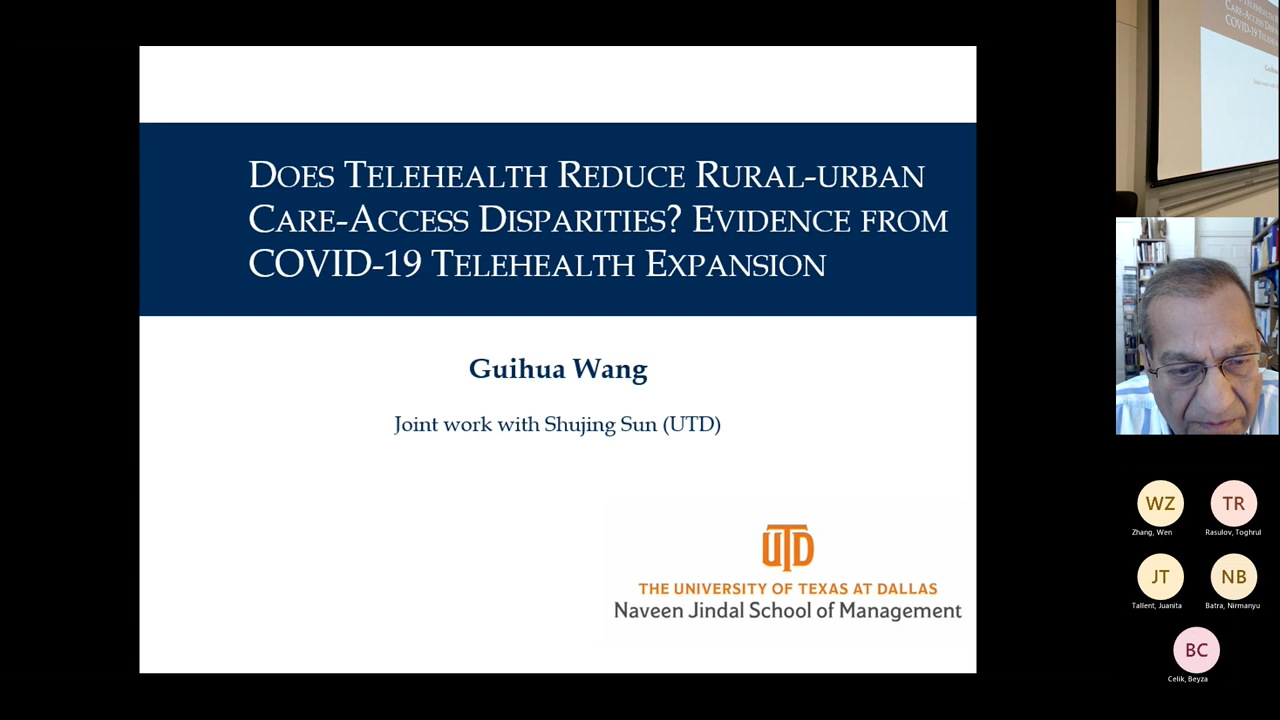 DOES TELEHEALTH REDUCE RURAL-URBAN
CARE-ACCESS DISPARITIES? EVIDENCE FROM
COVID-19 TELEHEALTH EXPANSION
Guihua Wang
Joint work with Shujing Sun (UTD)
UTD
THE UNIVERSITY OF TEXAS AT DALLAS
Naveen Jindal School of Management
WZ
Zhang, Wen
TR
Rasulov, Toghrul
JT
Tallent, Juanita
NB
Batra, Nirmanyu
BC
Celik, Beyza